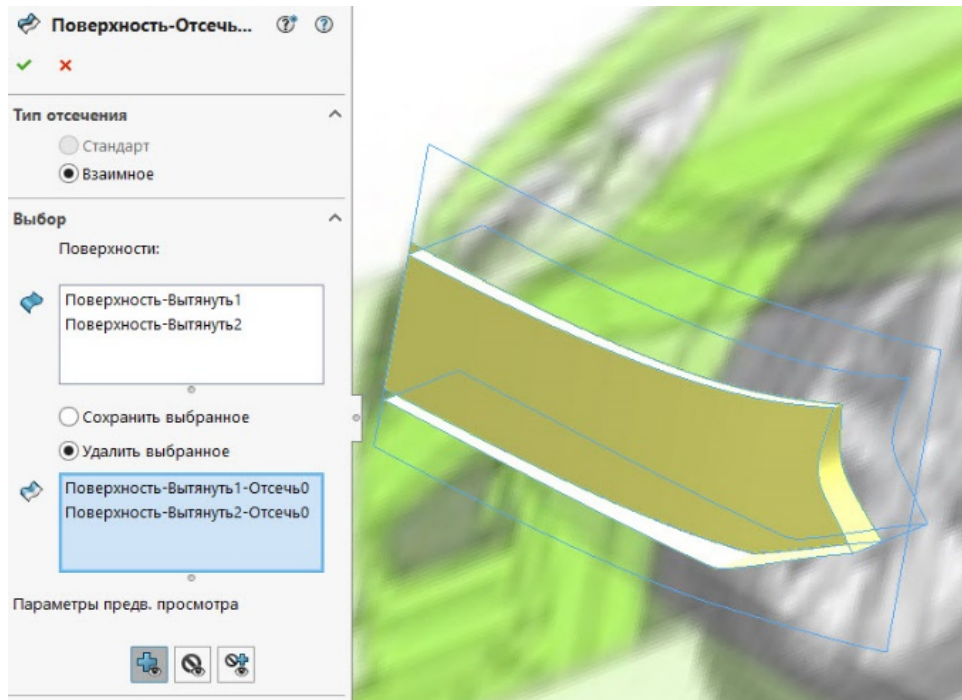 Поверхность-Отсечь...
Тип отсечения
Стандарт
Взаимное
Выбор
Поверхности:
Поверхность-Вытянуть1
Поверхность-Вытянуть2
Сохранить выбранное
Удалить выбранное
Поверхность-Вытянуть1-Отсечь0
Поверхность-Вытянуть2-Отсечь0
Параметры предв. просмотра